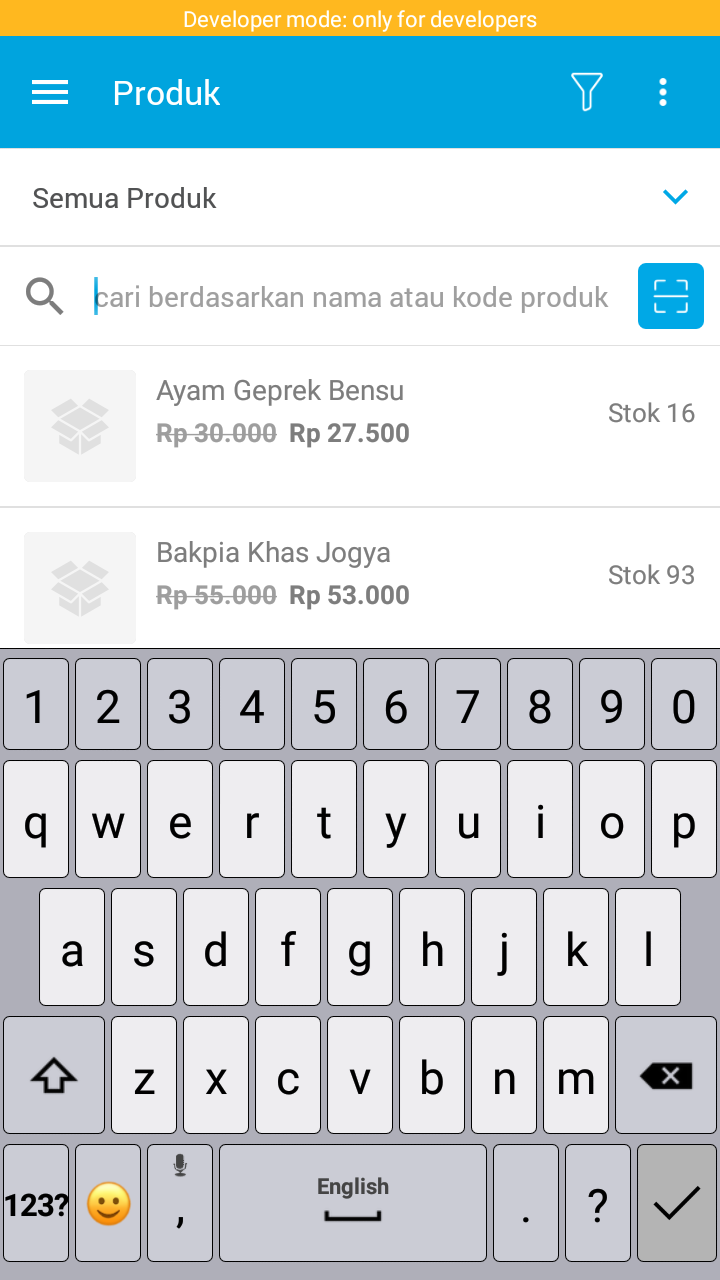 Developer mode: only for developers
Produk
Semua Produk
cari berdasarkan nama atau kode produk
Ayam Geprek Bensu
Rp 30.000 Rp 27.500
Stok 16
Bakpia Khas Jogya
Rp 55.000 Rp 53.000
Stok 93
1 2 3 4 5 6 7 8 9 0
q w e r t y u i o p
a s d f g h j k l
z x c v b n m
123? , English . ?